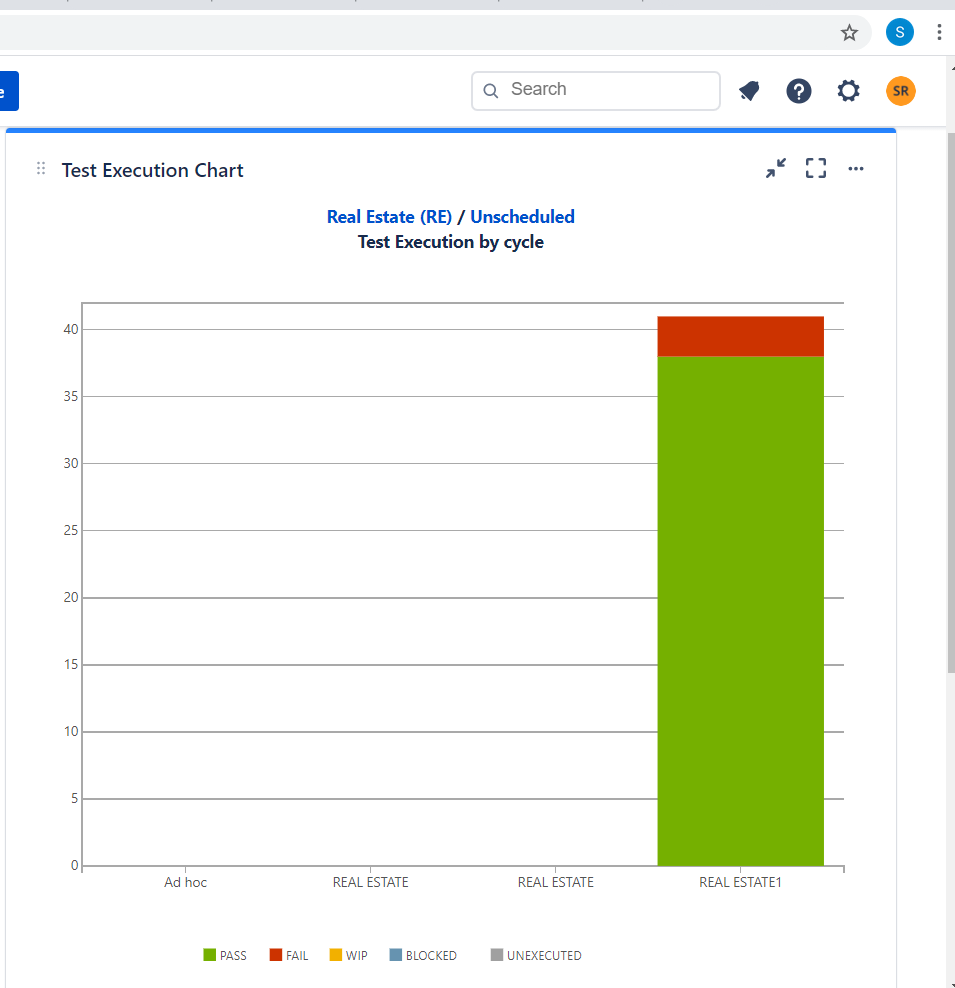 S
e
Search
?
SR
Test Execution Chart
Real Estate (RE) / Unscheduled
Test Execution by cycle
40
35
30
25
20
15
10
5
0
Ad hoc REAL ESTATE REAL ESTATE REAL ESTATE1
PASS FAIL WIP BLOCKED UNEXECUTED